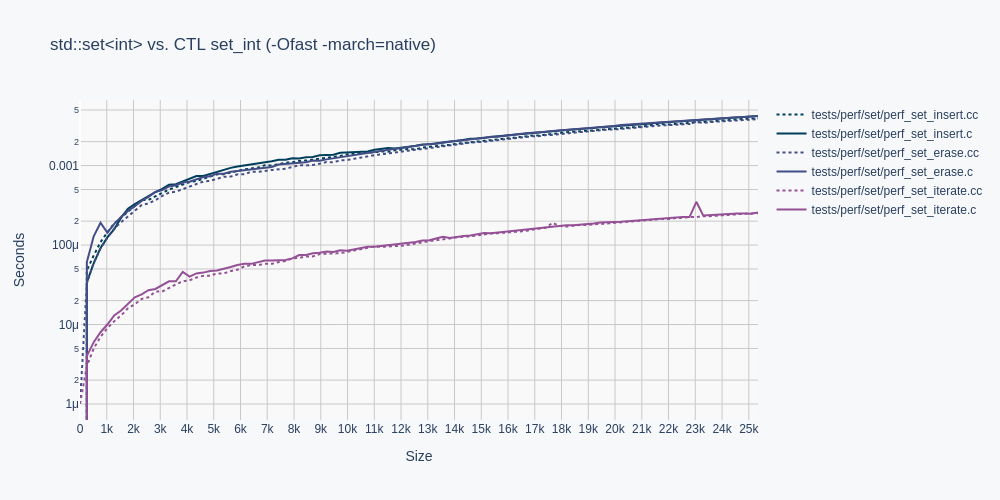 std::set<int> vs. CTL set_int (-Ofast -march=native)
Seconds
5
2
0.001
5
2
100μ
5
2
10μ
5
2
1μ
0 1k 2k 3k 4k 5k 6k 7k 8k 9k 10k 11k 12k 13k 14k 15k 16k 17k 18k 19k 20k 21k 22k 23k 24k 25k
Size
tests/perf/set/perf_set_insert.cc
tests/perf/set/perf_set_insert.c
tests/perf/set/perf_set_erase.cc
tests/perf/set/perf_set_erase.c
tests/perf/set/perf_set_iterate.cc
tests/perf/set/perf_set_iterate.c